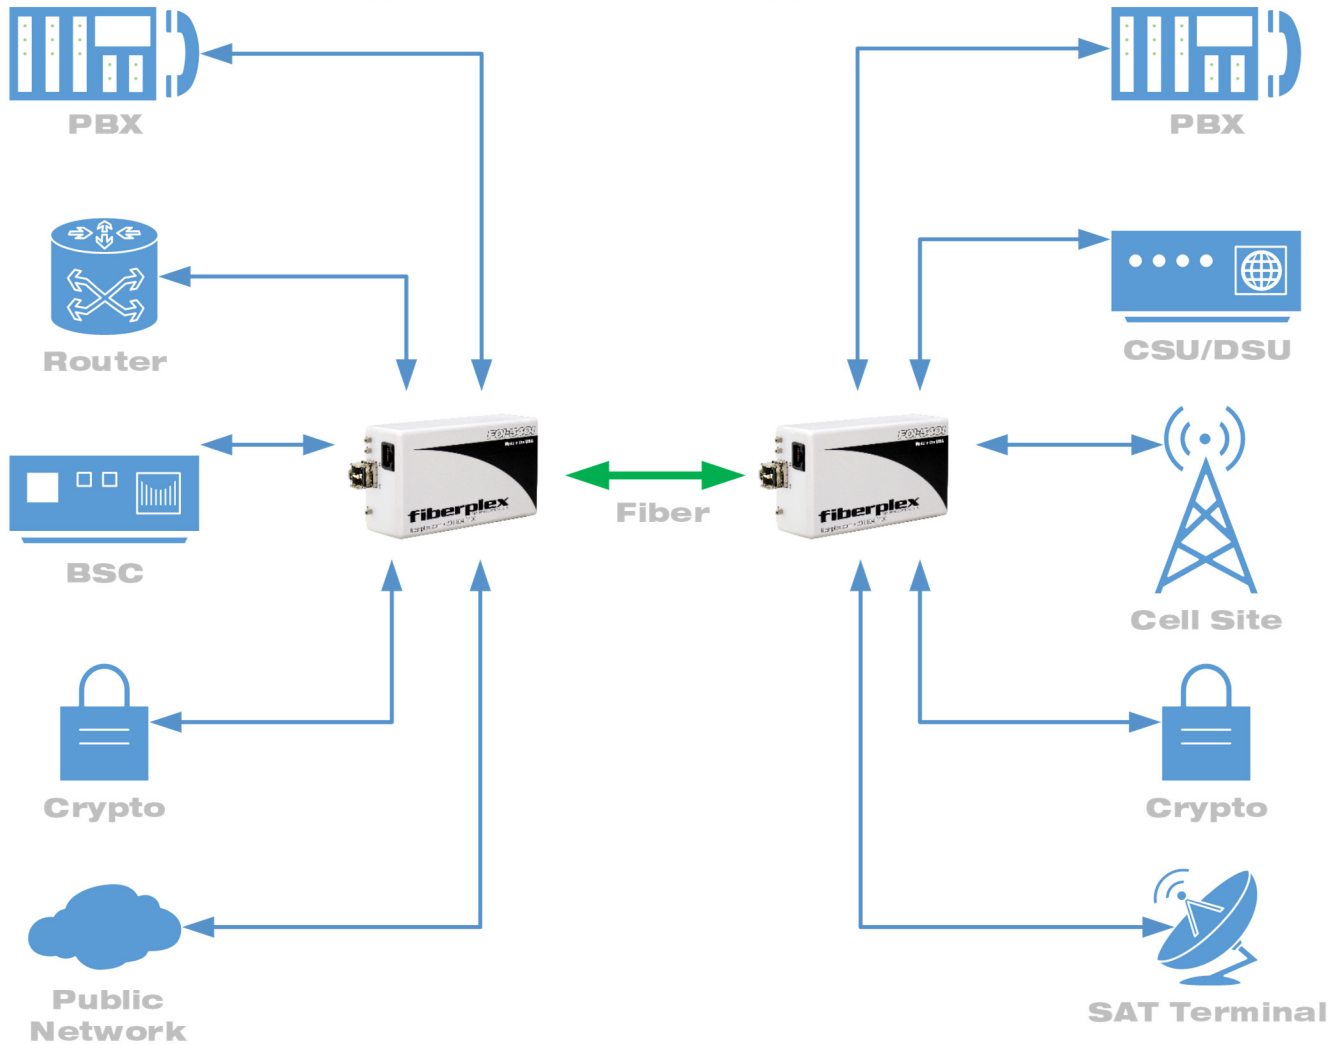 PBX
PBX
Router
CSU/DSU
fiberplex
Fiber
fiberplex
BSC
Cell Site
Crypto
Crypto
Public
Network
SAT Terminal